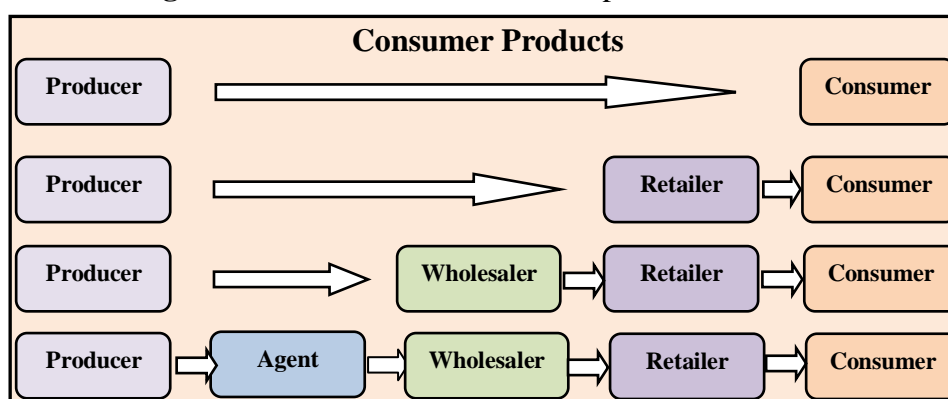 Consumer Products
Producer Consumer
Producer Retailer Consumer
Producer Wholesaler Retailer Consumer
Producer Agent Wholesaler Retailer Consumer